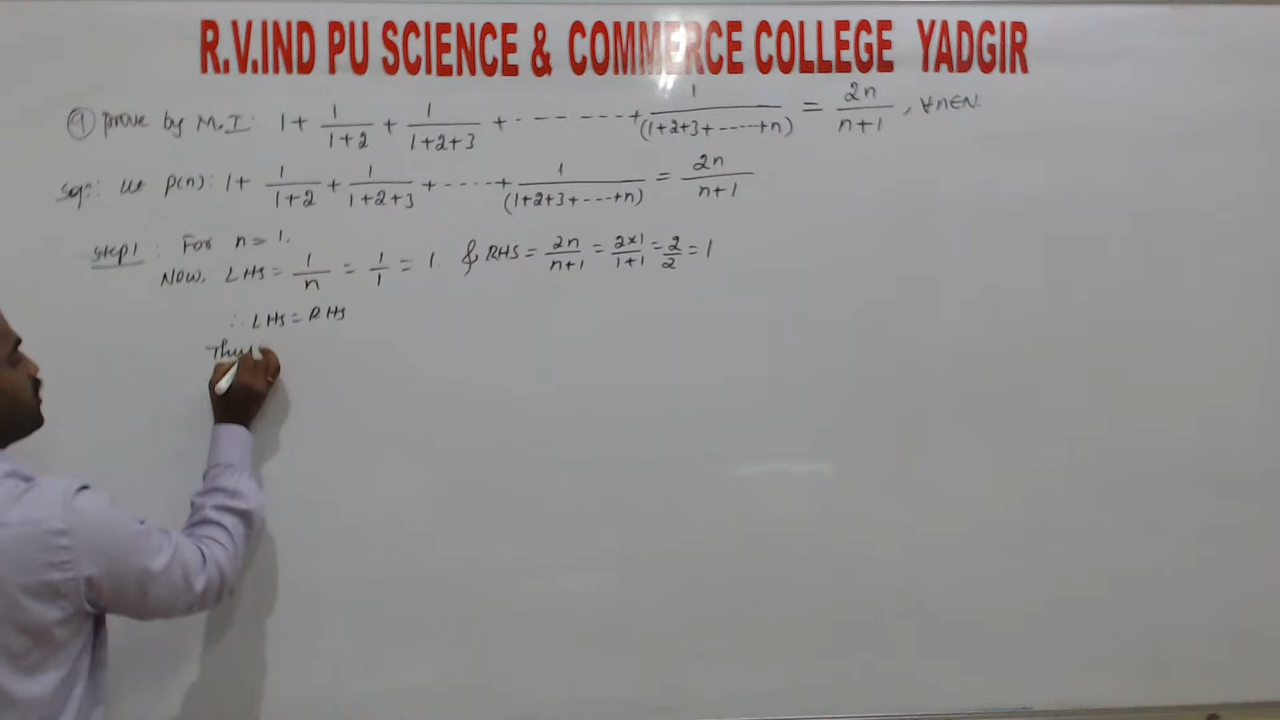 R.V.IND PU SCIENCE & COMMERCE COLLEGE YADGIR
9) prove by M.I: 1 + 1/(1+2) + 1/(1+2+3) + ------- + 1/(1+2+3+-----+n) = 2n/(n+1), ∀n∈N
Soln: Let p(n): 1 + 1/(1+2) + 1/(1+2+3) + ----- + 1/(1+2+3+----+n) = 2n/(n+1)
Step1: For n = 1.
Now, LHS = 1/n = 1/1 = 1. & RHS = 2n/(n+1) = (2×1)/(1+1) = 2/2 = 1
∴ LHS = RHS
Thus